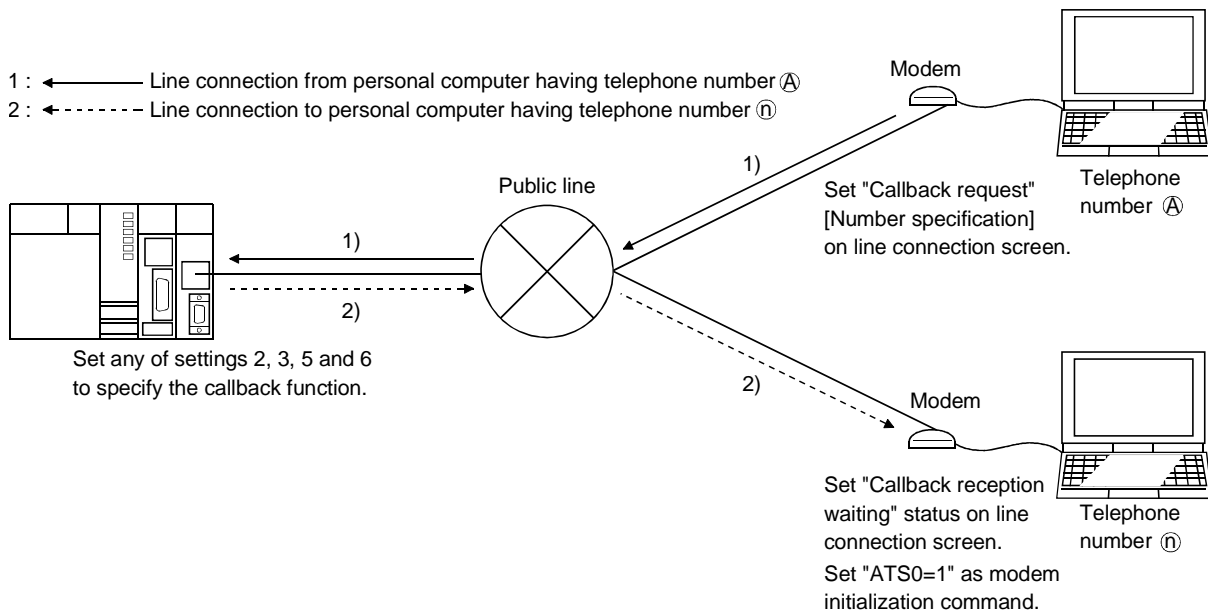 1 : Line connection from personal computer having telephone number Ⓐ
2 : Line connection to personal computer having telephone number ⓝ
Modem
1)
Public line
Set "Callback request"
[Number specification]
on line connection screen.
Telephone
number Ⓐ
1)
2)
Set any of settings 2, 3, 5 and 6
to specify the callback function.
2)
Modem
Set "Callback reception
waiting" status on line
connection screen.
Set "ATS0=1" as modem
initialization command.
Telephone
number ⓝ